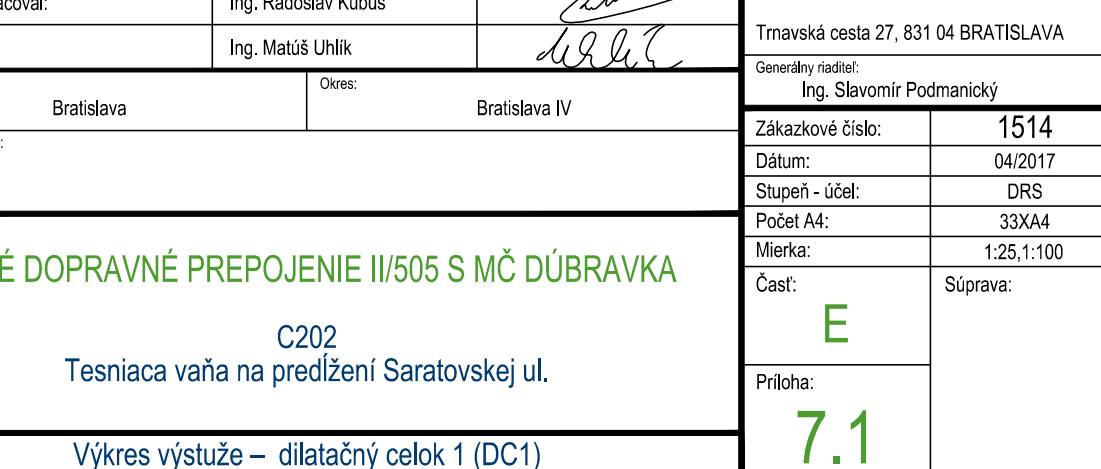 acoval:
Ing. Radoslav Kubuš
Ing. Matúš Uhlík
Trnavská cesta 27, 831 04 BRATISLAVA
Generálny riaditeľ:
Ing. Slavomír Podmanický
Bratislava
Okres:
Bratislava IV
:
Zákazkové číslo: 1514
Dátum: 04/2017
Stupeň - účel: DRS
Počet A4: 33XA4
Mierka: 1:25,1:100
É DOPRAVNÉ PREPOJENIE II/505 S MČ DÚBRAVKA
C202
Tesniaca vaňa na predĺžení Saratovskej ul.
Časť:
E
Súprava:
Príloha:
7.1
Výkres výstuže – dilatačný celok 1 (DC1)